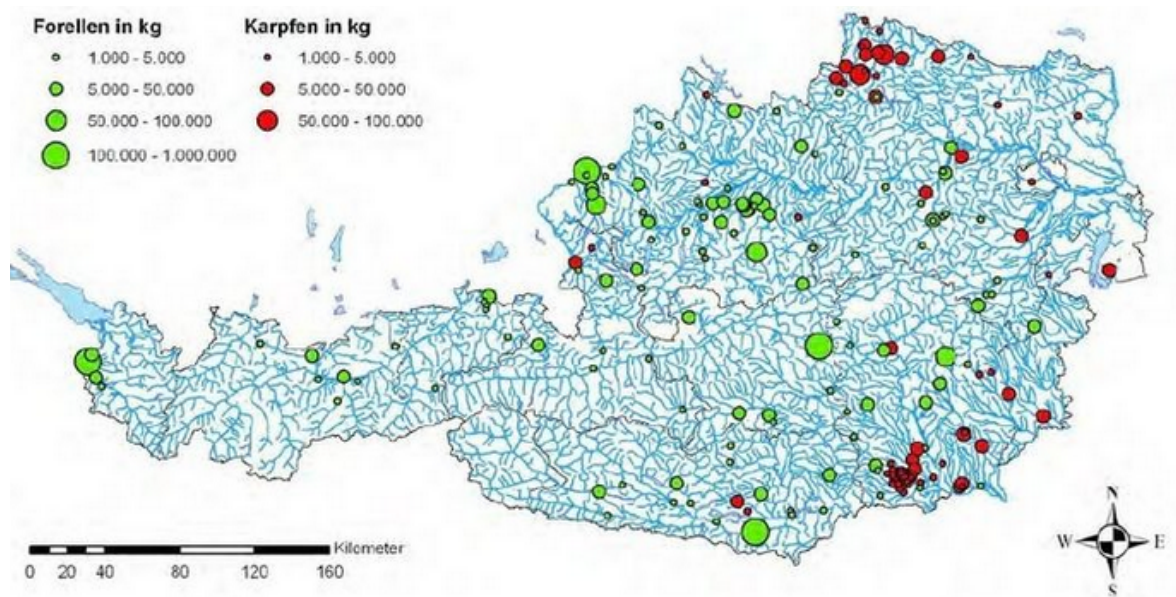 Forellen in kg
1.000 - 5.000
5.000 - 50.000
50.000 - 100.000
100.000 - 1.000.000
Karpfen in kg
1.000 - 5.000
5.000 - 50.000
50.000 - 100.000
Kilometer
0 20 40 80 120 160
N
W E
S